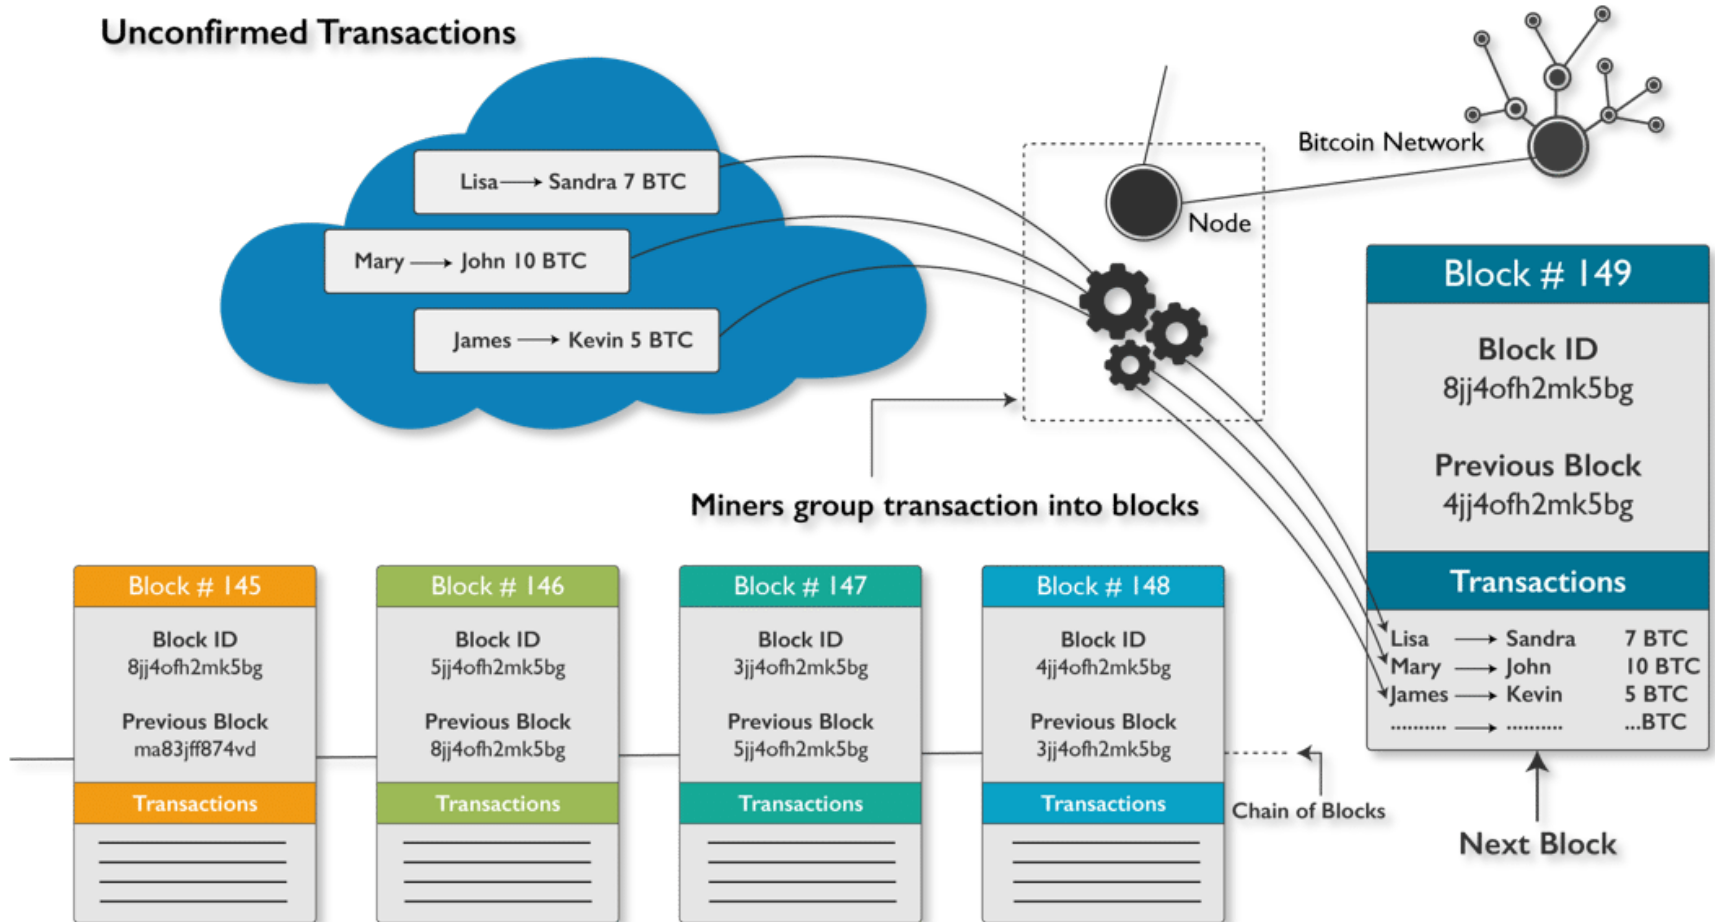 Unconfirmed Transactions
Lisa → Sandra 7 BTC
Mary → John 10 BTC
James → Kevin 5 BTC
Bitcoin Network
Node
Miners group transaction into blocks
Block # 149
Block ID
8jj4ofh2mk5bg
Previous Block
4jj4ofh2mk5bg
Transactions
Lisa → Sandra 7 BTC
Mary → John 10 BTC
James → Kevin 5 BTC
.......... → .......... ...BTC
Next Block
Block # 145
Block ID
8jj4ofh2mk5bg
Previous Block
ma83jff874vd
Transactions
Block # 146
Block ID
5jj4ofh2mk5bg
Previous Block
8jj4ofh2mk5bg
Transactions
Block # 147
Block ID
3jj4ofh2mk5bg
Previous Block
5jj4ofh2mk5bg
Transactions
Block # 148
Block ID
4jj4ofh2mk5bg
Previous Block
3jj4ofh2mk5bg
Transactions
Chain of Blocks